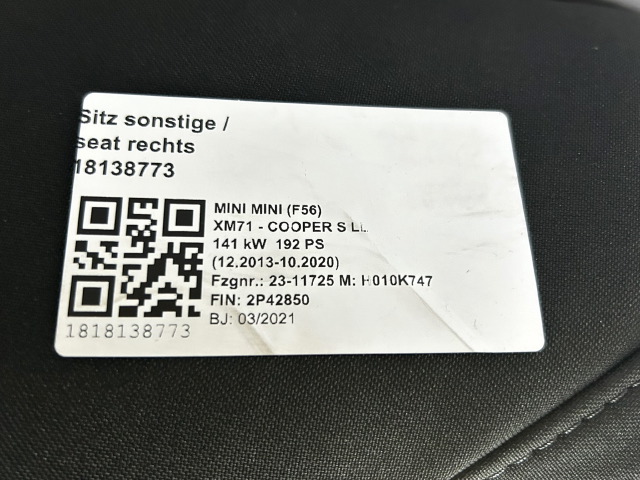 Sitz sonstige /
seat rechts
18138773
MINI MINI (F56)
XM71 - COOPER S
141 kW 192 PS
(12.2013-10.2020)
Fzgnr.: 23-11725 M: H010K747
FIN: 2P42850
BJ: 03/2021
1818138773